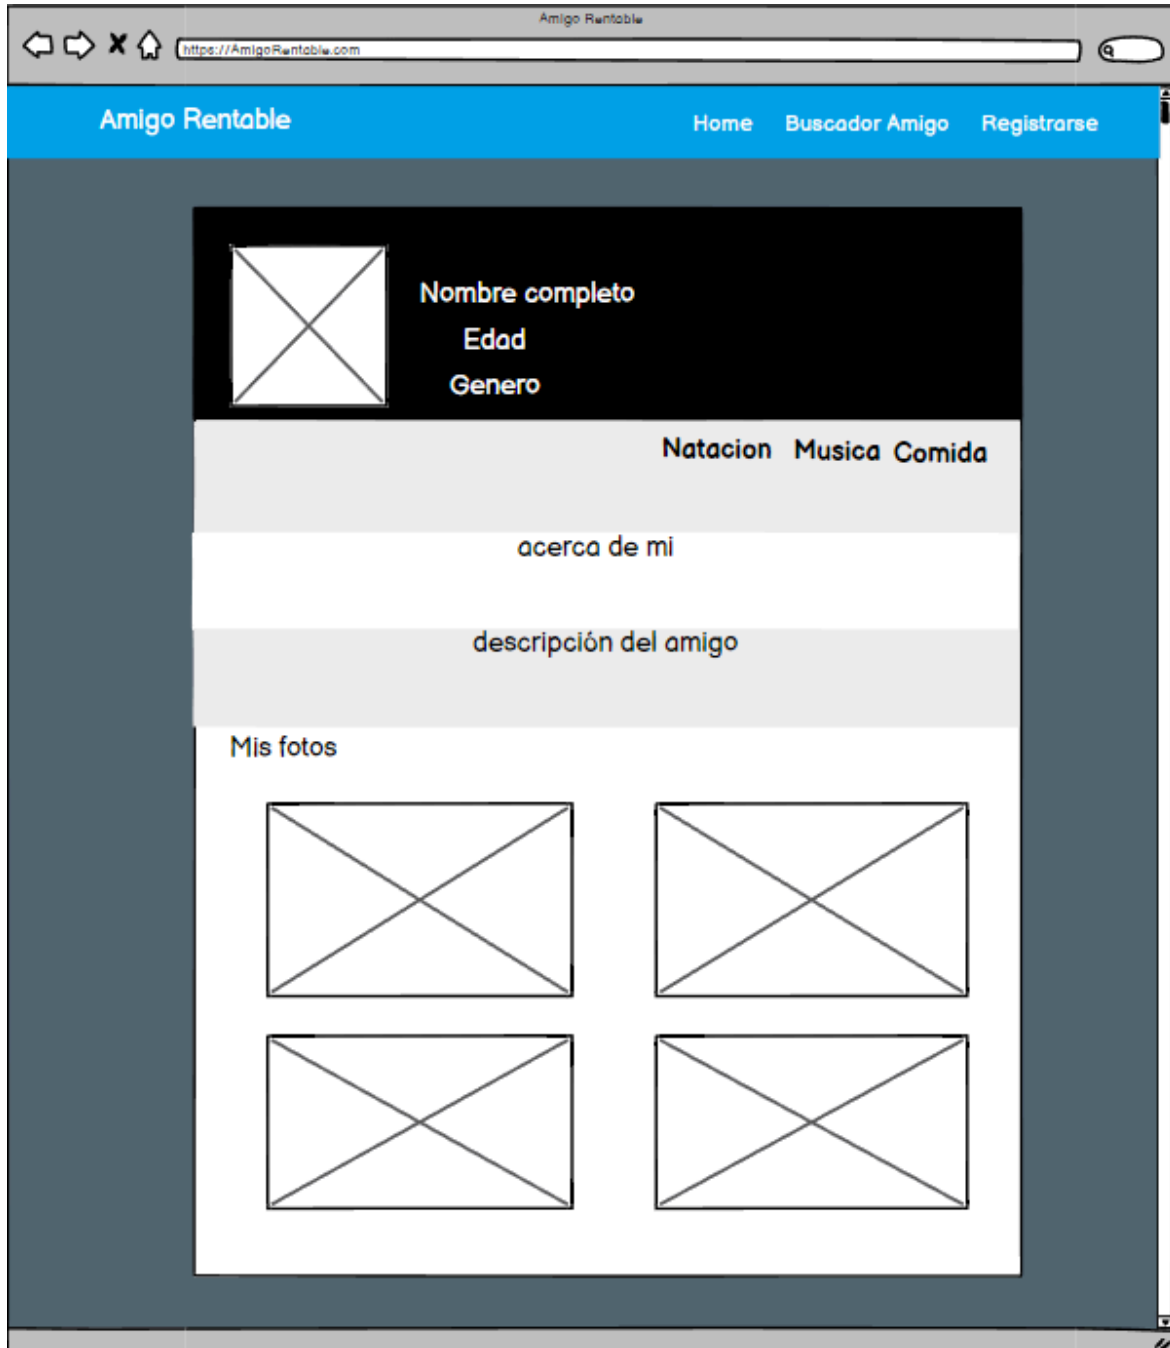 Amigo Rentable
https://AmigoRentable.com
Amigo Rentable
Home Buscador Amigo Registrarse
Nombre completo
Edad
Genero
Natacion Musica Comida
acerca de mi
descripción del amigo
Mis fotos